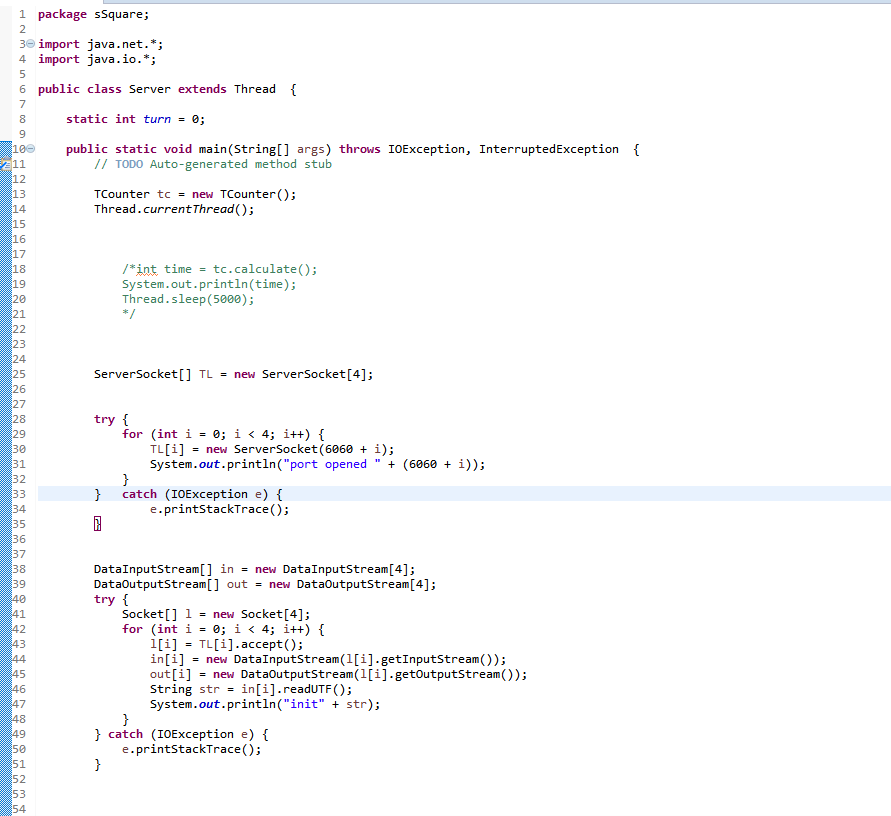 1 package sSquare;
2
3 import java.net.*;
4 import java.io.*;
5
6 public class Server extends Thread  {
7
8     static int turn = 0;
9
10     public static void main(String[] args) throws IOException, InterruptedException  {
11         // TODO Auto-generated method stub
12
13         TCounter tc = new TCounter();
14         Thread.currentThread();
15
16
17
18             /*int time = tc.calculate();
19             System.out.println(time);
20             Thread.sleep(5000);
21             */
22
23
24
25         ServerSocket[] TL = new ServerSocket[4];
26
27
28         try {
29             for (int i = 0; i < 4; i++) {
30                 TL[i] = new ServerSocket(6060 + i);
31                 System.out.println("port opened " + (6060 + i));
32             }
33         }   catch (IOException e) {
34                 e.printStackTrace();
35         }
36
37
38         DataInputStream[] in = new DataInputStream[4];
39         DataOutputStream[] out = new DataOutputStream[4];
40         try {
41             Socket[] l = new Socket[4];
42             for (int i = 0; i < 4; i++) {
43                 l[i] = TL[i].accept();
44                 in[i] = new DataInputStream(l[i].getInputStream());
45                 out[i] = new DataOutputStream(l[i].getOutputStream());
46                 String str = in[i].readUTF();
47                 System.out.println("init" + str);
48             }
49         } catch (IOException e) {
50             e.printStackTrace();
51         }
52
53
54